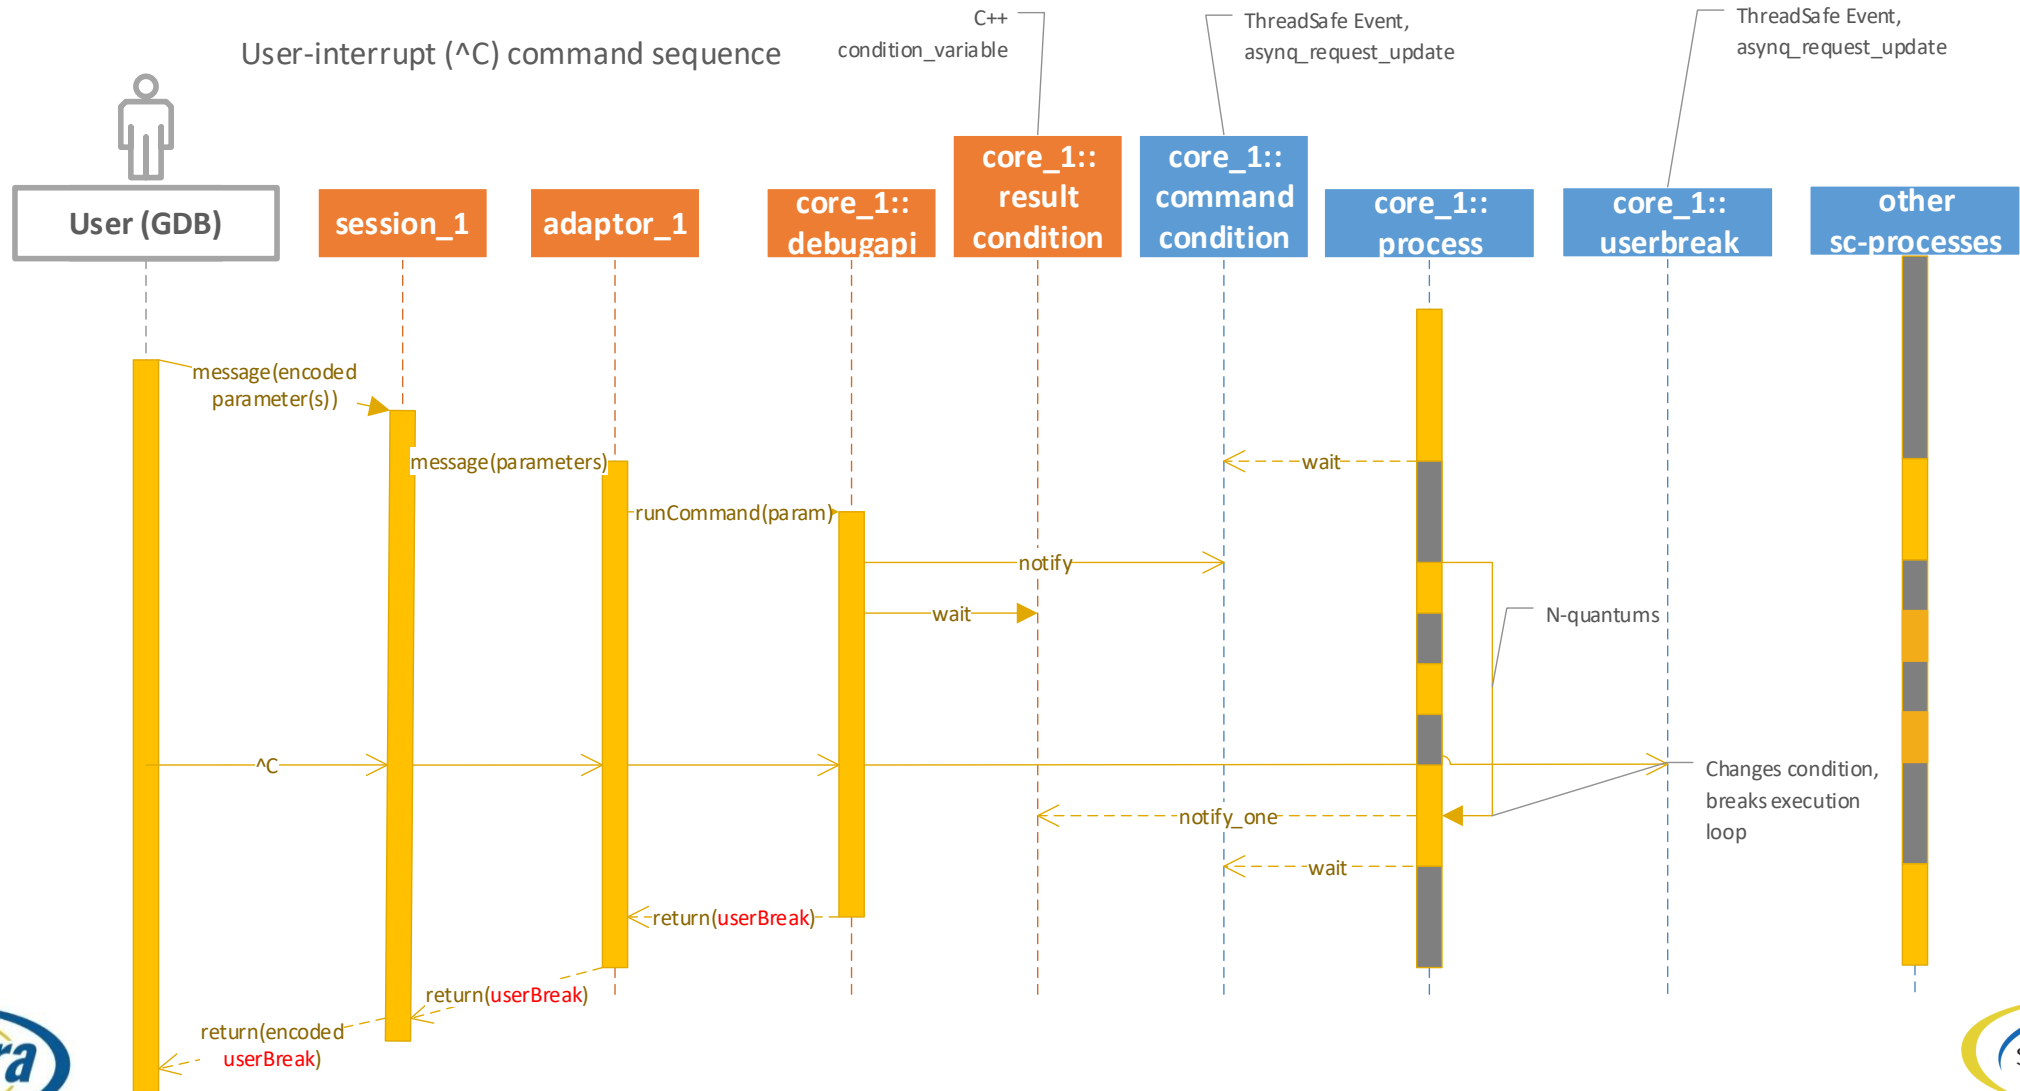 User-interrupt (^C) command sequence
C++
condition_variable
ThreadSafe Event,
asynq_request_update
ThreadSafe Event,
asynq_request_update
User (GDB)
session_1
adaptor_1
core_1::
debugapi
core_1::
result
condition
core_1::
command
condition
core_1::
process
core_1::
userbreak
other
sc-processes
message(encoded
parameter(s))
message(parameters)
wait
runCommand(param)
notify
wait
N-quantums
^C
Changes condition,
breaks execution
loop
notify_one
wait
return(userBreak)
return(userBreak)
return(encoded
userBreak)